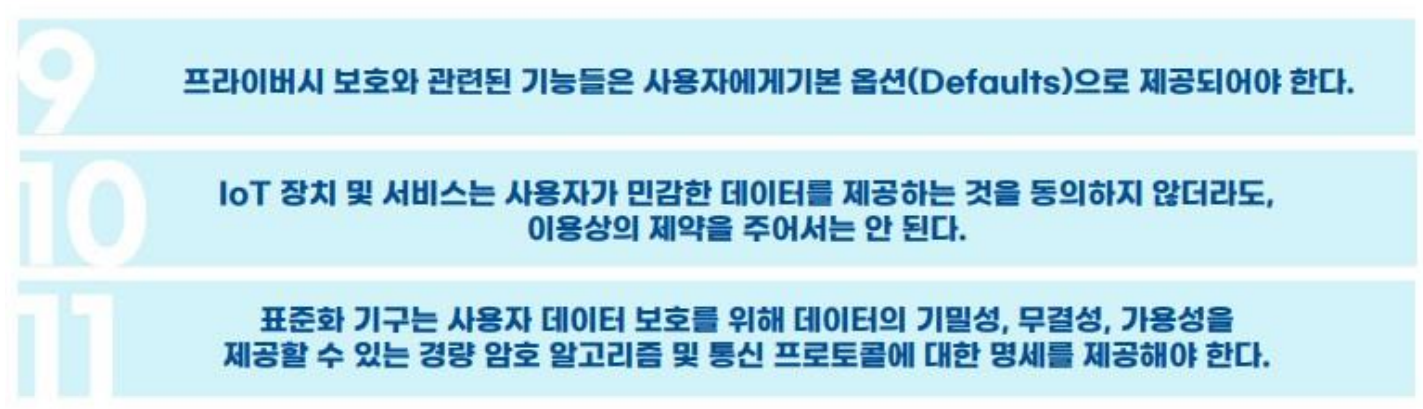 9
프라이버시 보호와 관련된 기능들은 사용자에게기본 옵션(Defaults)으로 제공되어야 한다.
10
IoT 장치 및 서비스는 사용자가 민감한 데이터를 제공하는 것을 동의하지 않더라도,
이용상의 제약을 주어서는 안 된다.
11
표준화 기구는 사용자 데이터 보호를 위해 데이터의 기밀성, 무결성, 가용성을
제공할 수 있는 경량 암호 알고리즘 및 통신 프로토콜에 대한 명세를 제공해야 한다.